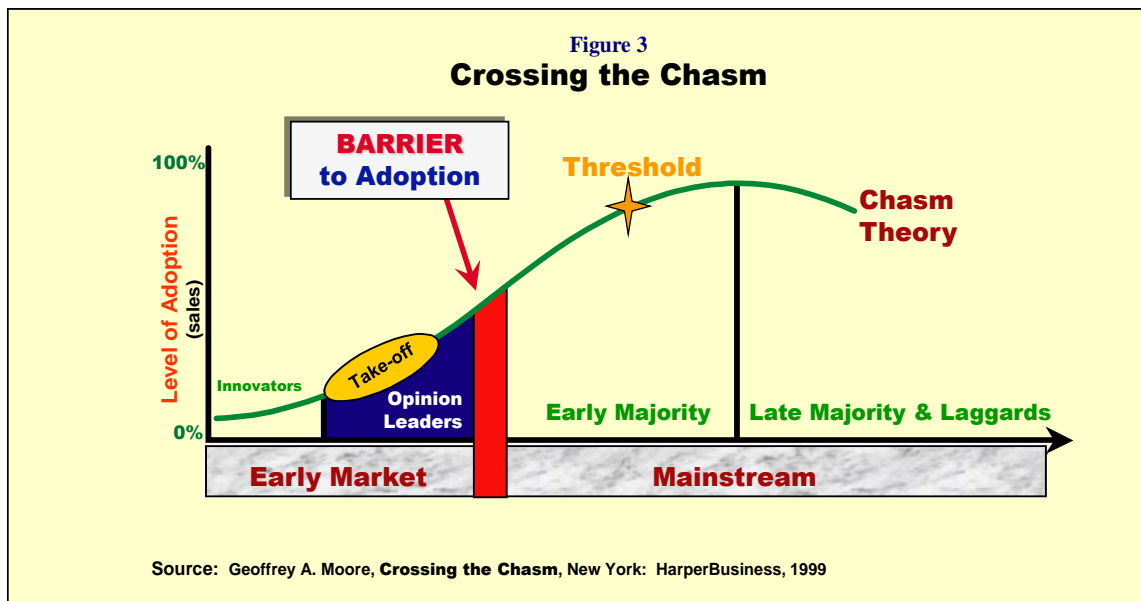 Figure 3
Crossing the Chasm
BARRIER
to Adoption
100%
Threshold
Chasm
Theory
Level of Adoption
(sales)
Take-off
Innovators
Opinion
Leaders
Early Majority
Late Majority & Laggards
0%
Early Market
Mainstream
Source: Geoffrey A. Moore, Crossing the Chasm, New York: HarperBusiness, 1999